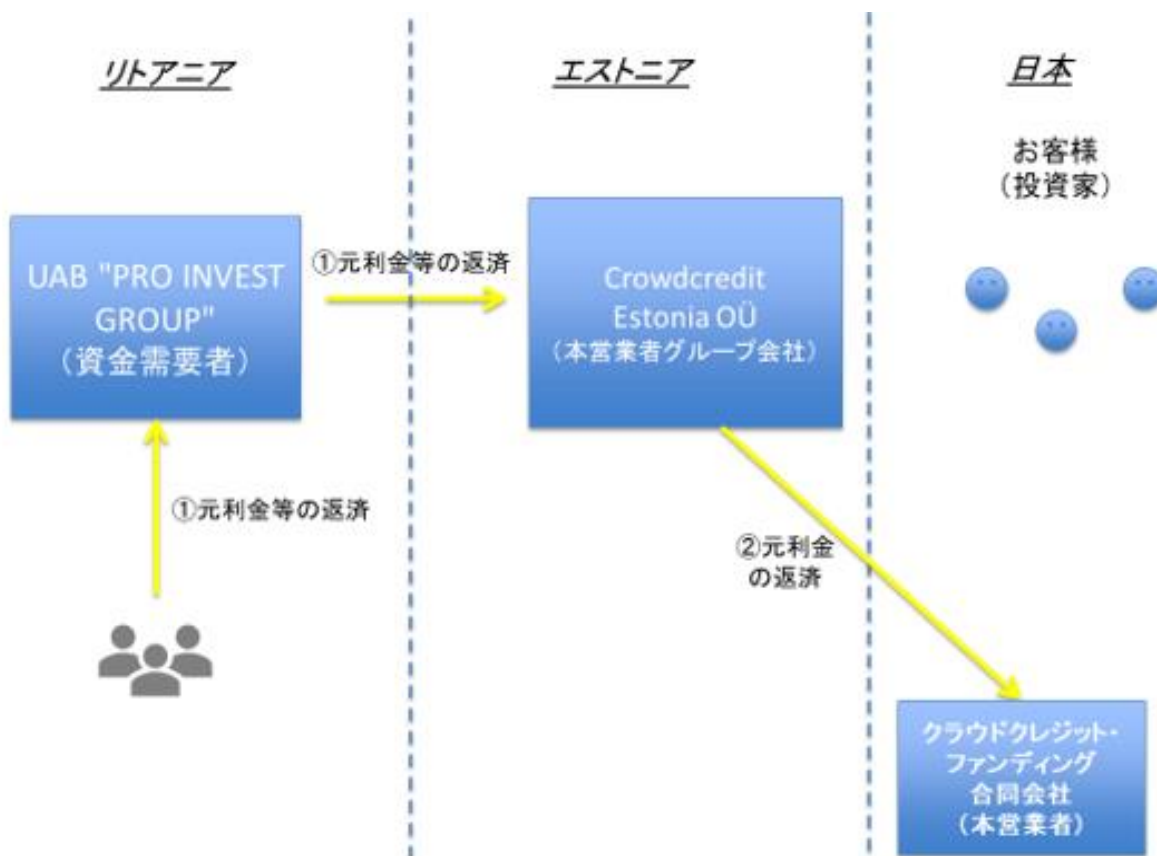 リトアニア
エストニア
日本
お客様
（投資家）
UAB "PRO INVEST
GROUP"
（資金需要者）
①元利金等の返済
Crowdcredit
Estonia OÜ
（本営業者グループ会社）
①元利金等の返済
②元利金
の返済
クラウドクレジット・
ファンディング
合同会社
（本営業者）